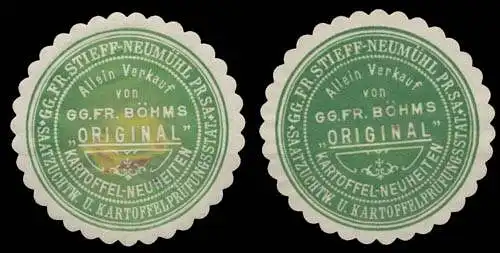 GG.FR.STIEFF-NEUMÜHL PR.SA.
SAATZUCHTW. U. KARTOFFELPRÜFUNGSSTAT.
Allein Verkauf
von
GG.FR. BÖHMS
„ORIGINAL"
KARTOFFEL-NEUHEITEN
GG.FR.STIEFF-NEUMÜHL PR.SA.
SAATZUCHTW. U. KARTOFFELPRÜFUNGSSTAT.
Allein Verkauf
von
GG.FR. BÖHMS
„ORIGINAL"
KARTOFFEL-NEUHEITEN